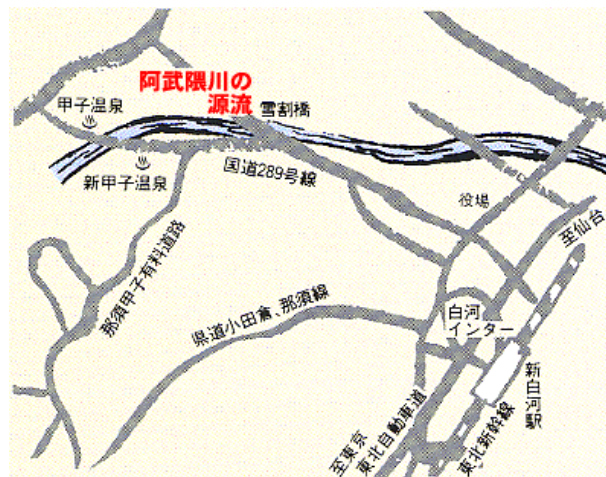 阿武隈川の
源流
甲子温泉
雪割橋
新甲子温泉
国道289号線
役場
至仙台
那須甲子有料道路
県道小田倉、那須線
白河
インター
新白河駅
至東京
東北自動車道
東北新幹線